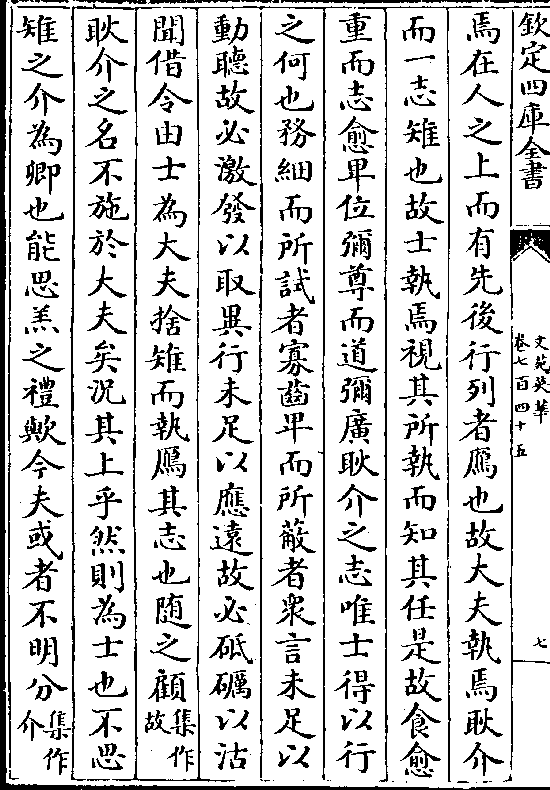 欽定四庫全書
文苑英華
卷七百四十五
七
焉在人之上而有先後行列者鴈也故大夫執焉耿介
而一志雉也故士執焉視其所執而知其任是故食愈
重而志愈卑位彌尊而道彌廣耿介之志唯士得以行
之何也務細而所試者寡齒卑而所蔽者衆言未足以
動聽故必激發以取異行未足以應遠故必砥礪以沽
聞借令由士為大夫捨雉而執鴈其志也随之顧集作故
耿介之名不施於大夫矣況其上乎然則為士也不思
雉之介為卿也能思羔之禮歟今夫或者不明分集作介